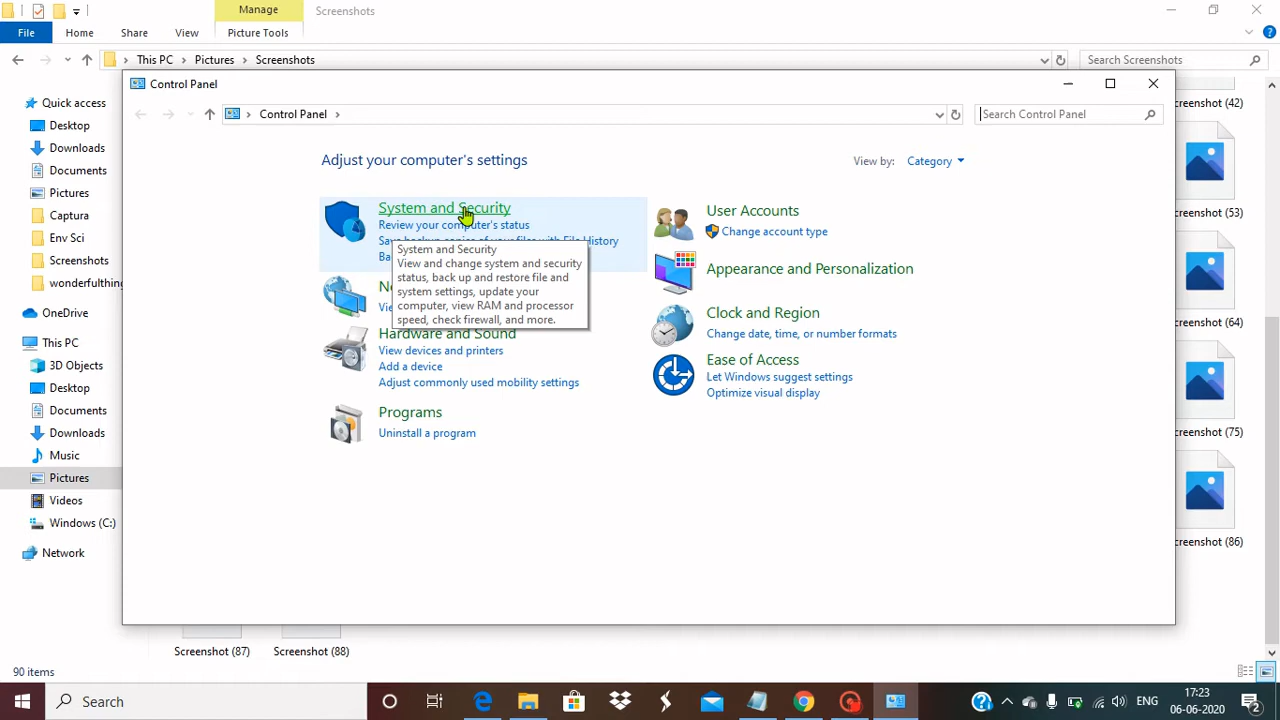 Manage
Screenshots
File
Home
Share
View
Picture Tools
This PC
Pictures
Screenshots
Search Screenshots
Control Panel
Control Panel
Search Control Panel
Adjust your computer's settings
View by:
Category
System and Security
Review your computer's status
Save backup copies of your files with File History
Ba
System and Security
View and change system and security
status, back up and restore file and
system settings, update your
computer, view RAM and processor
speed, check firewall, and more.
Ne
Vie
Hardware and Sound
View devices and printers
Add a device
Adjust commonly used mobility settings
Programs
Uninstall a program
User Accounts
Change account type
Appearance and Personalization
Clock and Region
Change date, time, or number formats
Ease of Access
Let Windows suggest settings
Optimize visual display
Quick access
Desktop
Downloads
Documents
Pictures
Captura
Env Sci
Screenshots
wonderfulthing
OneDrive
This PC
3D Objects
Desktop
Documents
Downloads
Music
Pictures
Videos
Windows (C:)
Network
creenshot (42)
creenshot (53)
creenshot (64)
creenshot (75)
creenshot (86)
Screenshot (87)
Screenshot (88)
90 items
Search
ENG
17:23
06-06-2020
2